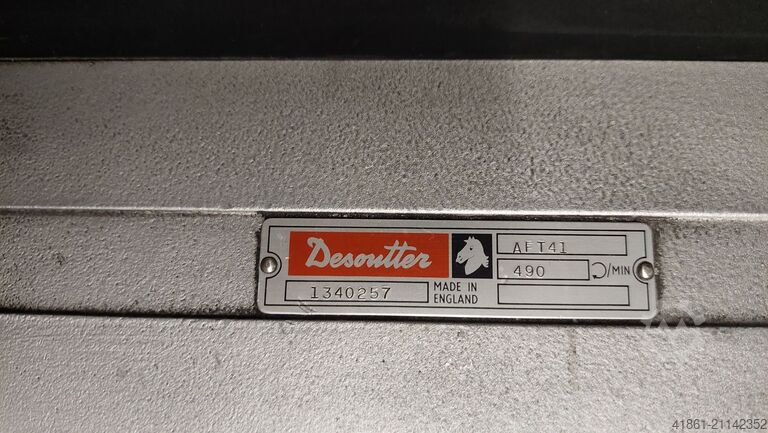 Desoutter
AFT41
490 /MIN
1340257
MADE IN
ENGLAND
41861-21142352